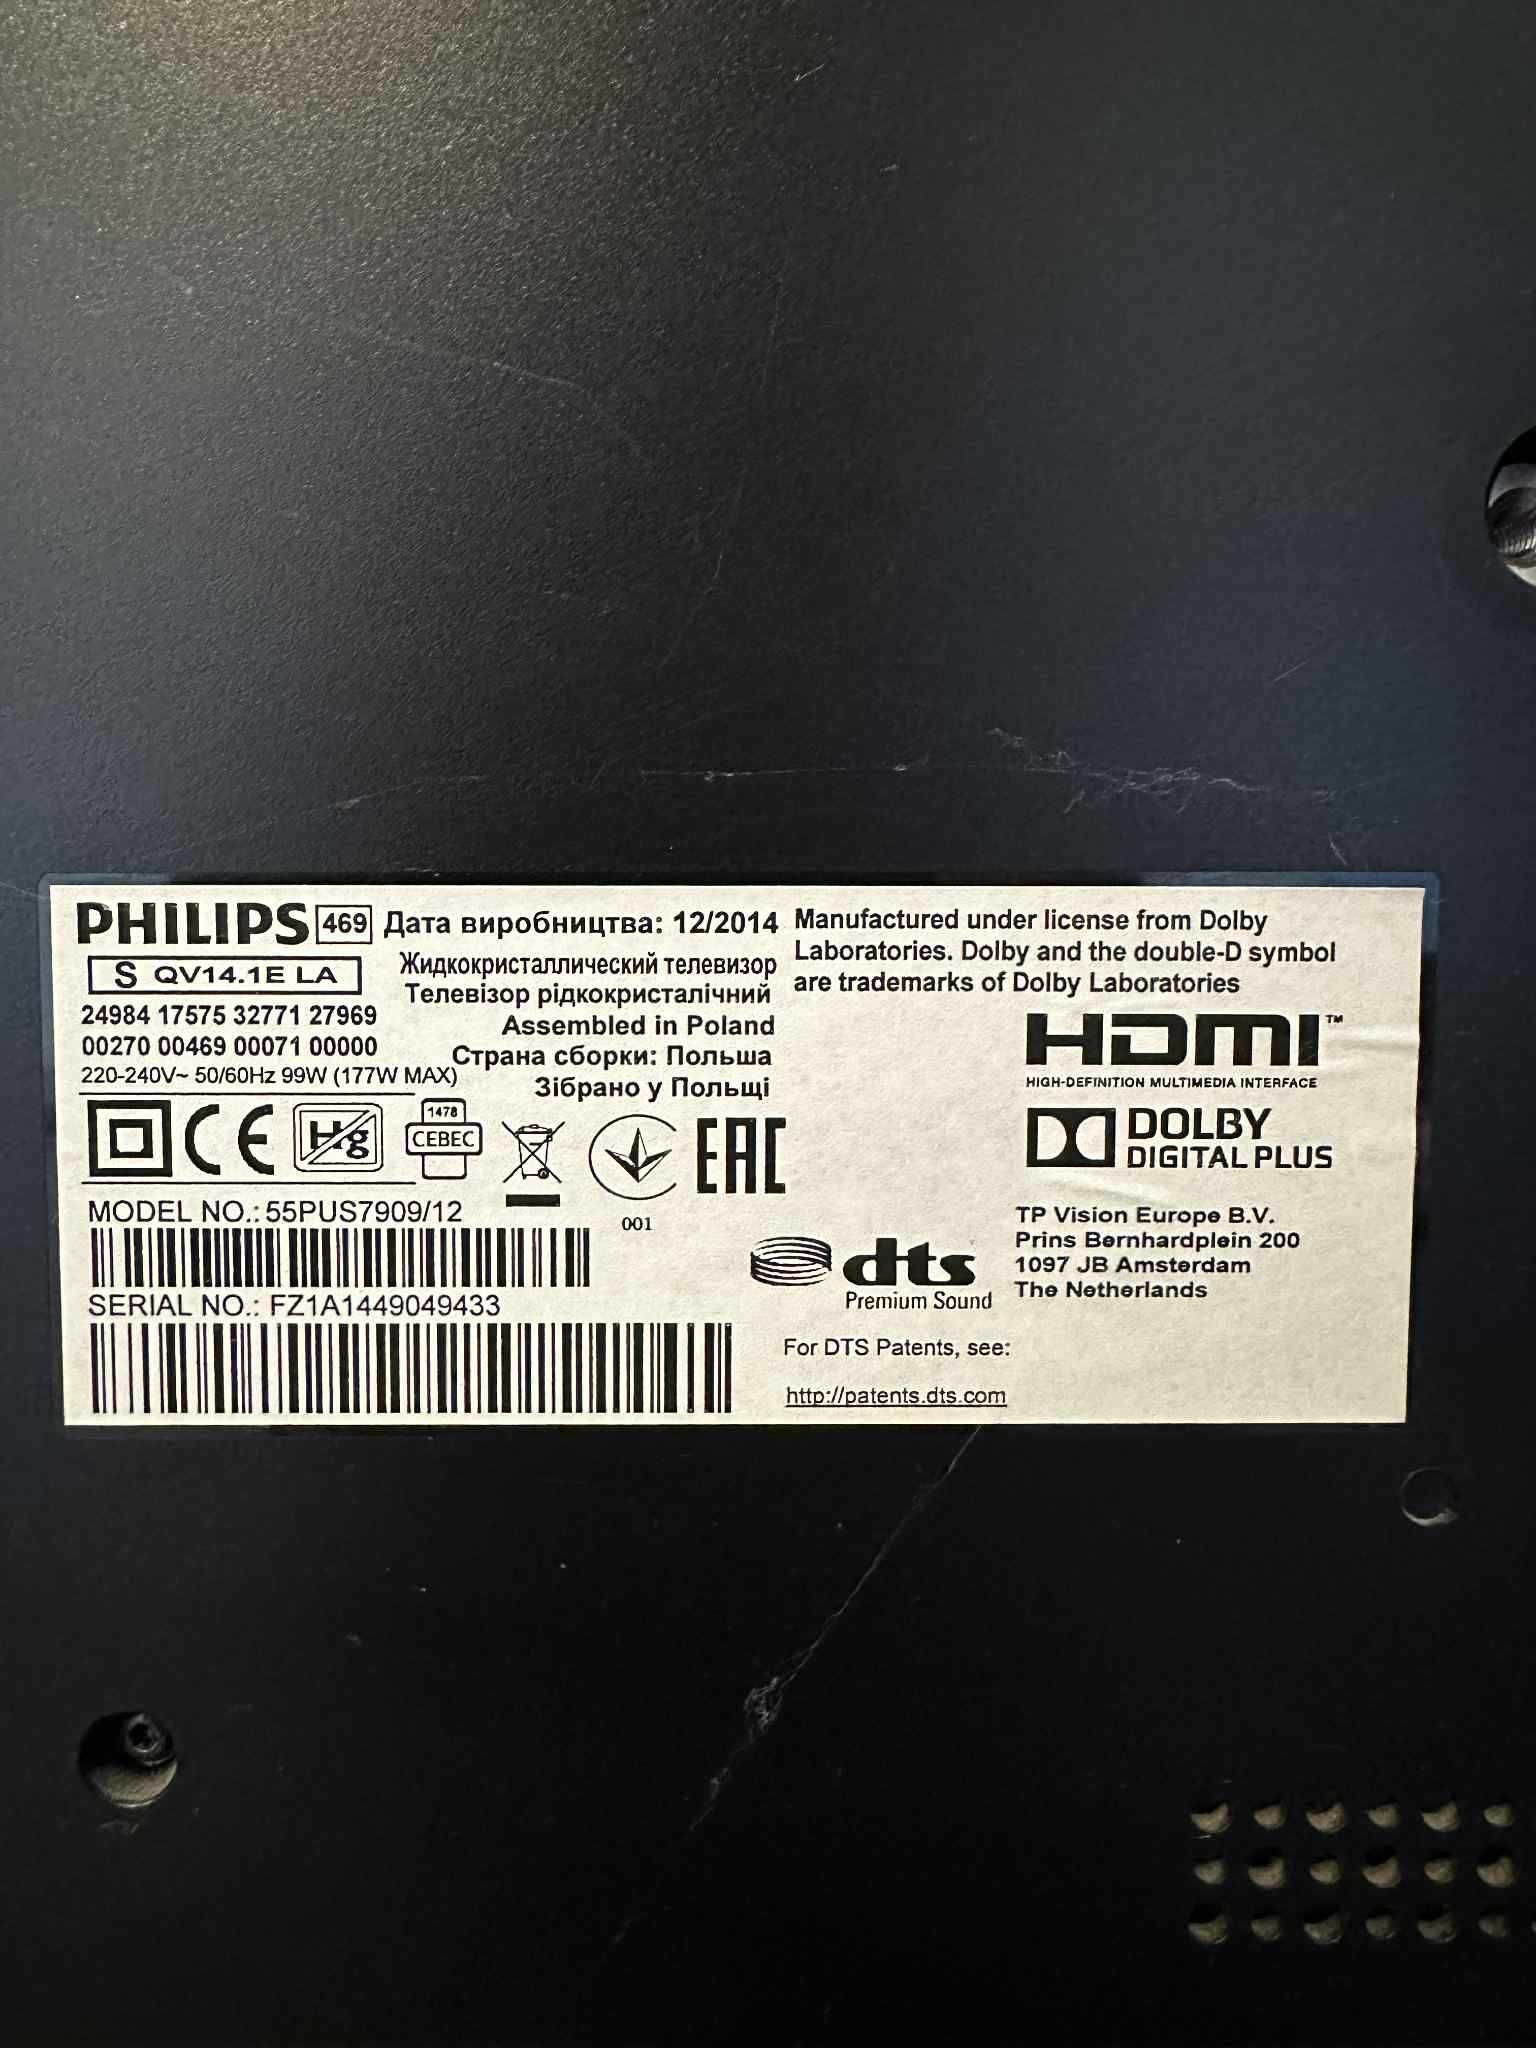 PHILIPS 469 Дата виробництва: 12/2014
S QV14.1E LA
Жидкокристаллический телевизор
Телевізор рідкокристалічний
24984 17575 32771 27969
Assembled in Poland
00270 00469 00071 00000
Страна сборки: Польша
220-240V~ 50/60Hz 99W (177W MAX)
Зібрано у Польщі
CE
Hg
1478
CEBEC
EAC
001
MODEL NO.: 55PUS7909/12
SERIAL NO.: FZ1A1449049433
Manufactured under license from Dolby
Laboratories. Dolby and the double-D symbol
are trademarks of Dolby Laboratories
HDMI™
HIGH-DEFINITION MULTIMEDIA INTERFACE
DOLBY
DIGITAL PLUS
TP Vision Europe B.V.
Prins Bernhardplein 200
1097 JB Amsterdam
The Netherlands
dts
Premium Sound
For DTS Patents, see:
http://patents.dts.com